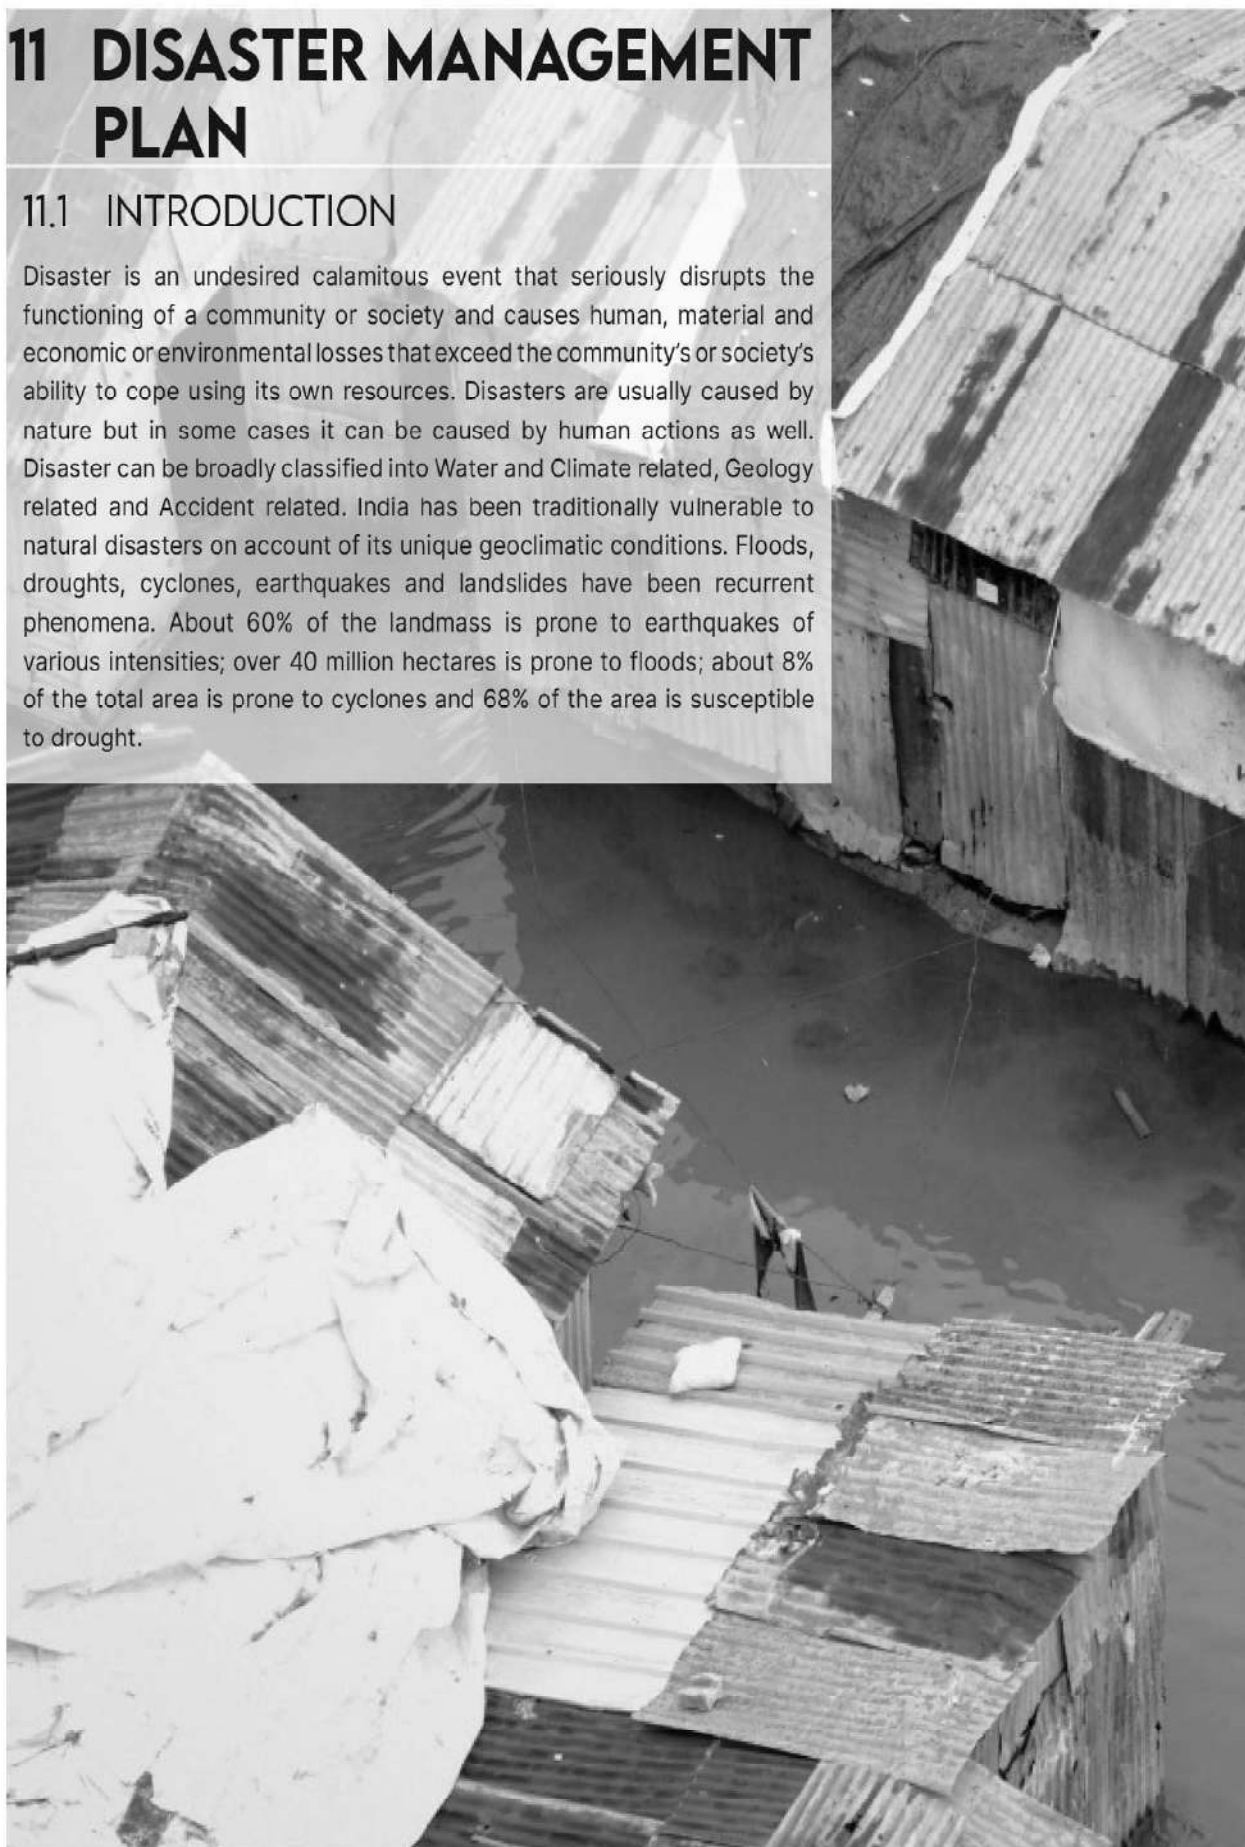 11 DISASTER MANAGEMENT
PLAN
11.1 INTRODUCTION
Disaster is an undesired calamitous event that seriously disrupts the
functioning of a community or society and causes human, material and
economic or environmental losses that exceed the community's or society's
ability to cope using its own resources. Disasters are usually caused by
nature but in some cases it can be caused by human actions as well.
Disaster can be broadly classified into Water and Climate related, Geology
related and Accident related. India has been traditionally vulnerable to
natural disasters on account of its unique geoclimatic conditions. Floods,
droughts, cyclones, earthquakes and landslides have been recurrent
phenomena. About 60% of the landmass is prone to earthquakes of
various intensities; over 40 million hectares is prone to floods; about 8%
of the total area is prone to cyclones and 68% of the area is susceptible
to drought.